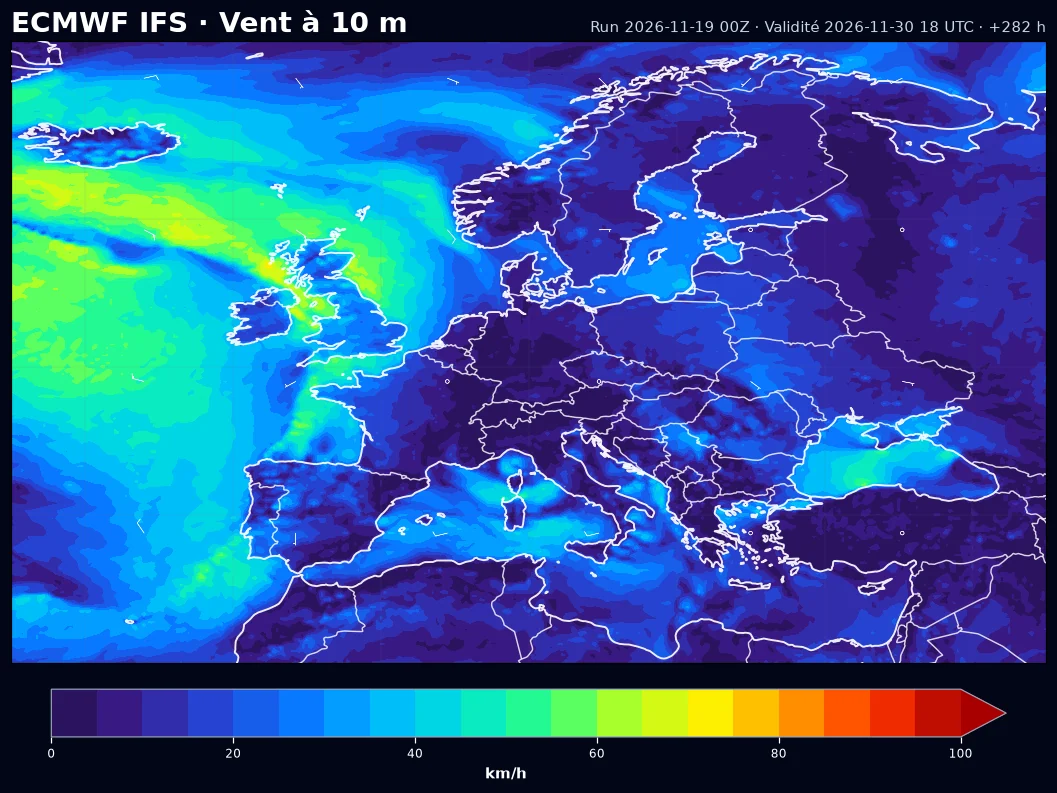 ECMWF IFS · Vent à 10 m
Run 2026-11-19 00Z · Validité 2026-11-30 18 UTC · +282 h
0 20 40 60 80 100
km/h